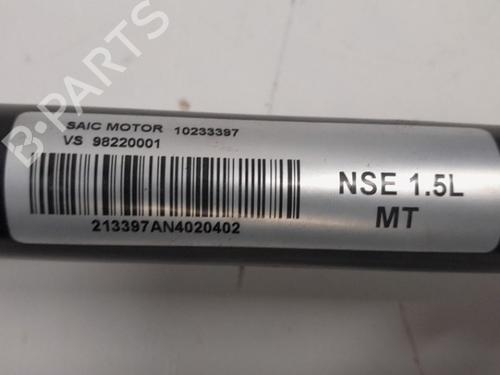 SAIC MOTOR 10233397
VS 98220001
213397AN4020402
NSE 1.5L
MT
B-PARTS